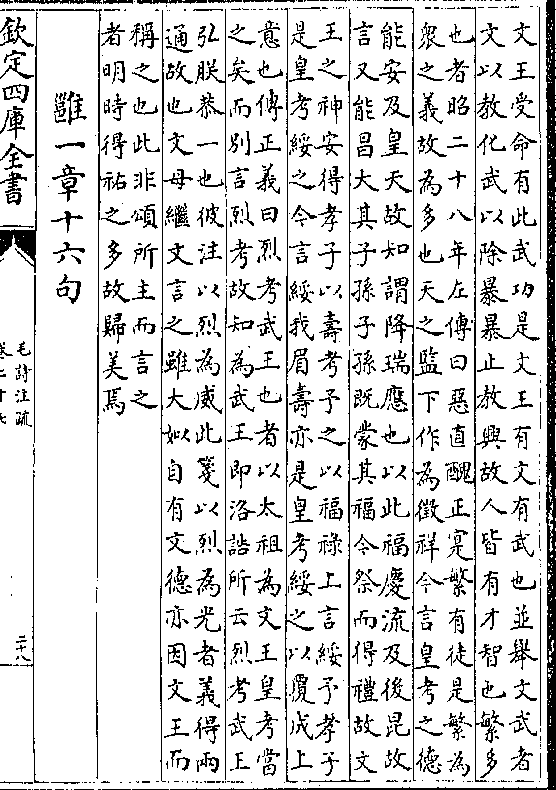 文王受命有此武功是文王有文有武也並舉文武者
文以教化武以除暴暴止教興故人皆有才智也繁多
也者昭二十八年左傳曰惡直醜正寔繁有徒是繁為
衆之義故為多也天之監下作為徵祥今言皇考之德
能安及皇天故知謂降瑞應也以此福慶流及後昆故
言又能昌大其子孫子孫既蒙其福今祭而得禮故文
王之神安得孝子以壽考予之以福祿上言綏予孝子
是皇考綏之今言綏我眉壽亦是皇考綏之以覆成上
意也傳正義曰烈考武王也者以太祖為文王皇考當
之矣而別言烈考故知為武王即洛誥所云烈考武王
弘朕恭一也彼注以烈為威此箋以烈為光者義得兩
通故也文母繼文言之雖大姒自有文德亦因文王而
稱之也此非頌所主而言之
者明時得祐之多故歸美焉
雝一章十六句
欽定四庫全書
毛詩注疏
卷二十七
二十八